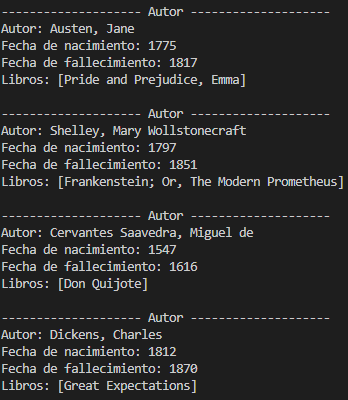 -------------------- Autor --------------------
Autor: Austen, Jane
Fecha de nacimiento: 1775
Fecha de fallecimiento: 1817
Libros: [Pride and Prejudice, Emma]
-------------------- Autor --------------------
Autor: Shelley, Mary Wollstonecraft
Fecha de nacimiento: 1797
Fecha de fallecimiento: 1851
Libros: [Frankenstein; Or, The Modern Prometheus]
-------------------- Autor --------------------
Autor: Cervantes Saavedra, Miguel de
Fecha de nacimiento: 1547
Fecha de fallecimiento: 1616
Libros: [Don Quijote]
-------------------- Autor --------------------
Autor: Dickens, Charles
Fecha de nacimiento: 1812
Fecha de fallecimiento: 1870
Libros: [Great Expectations]